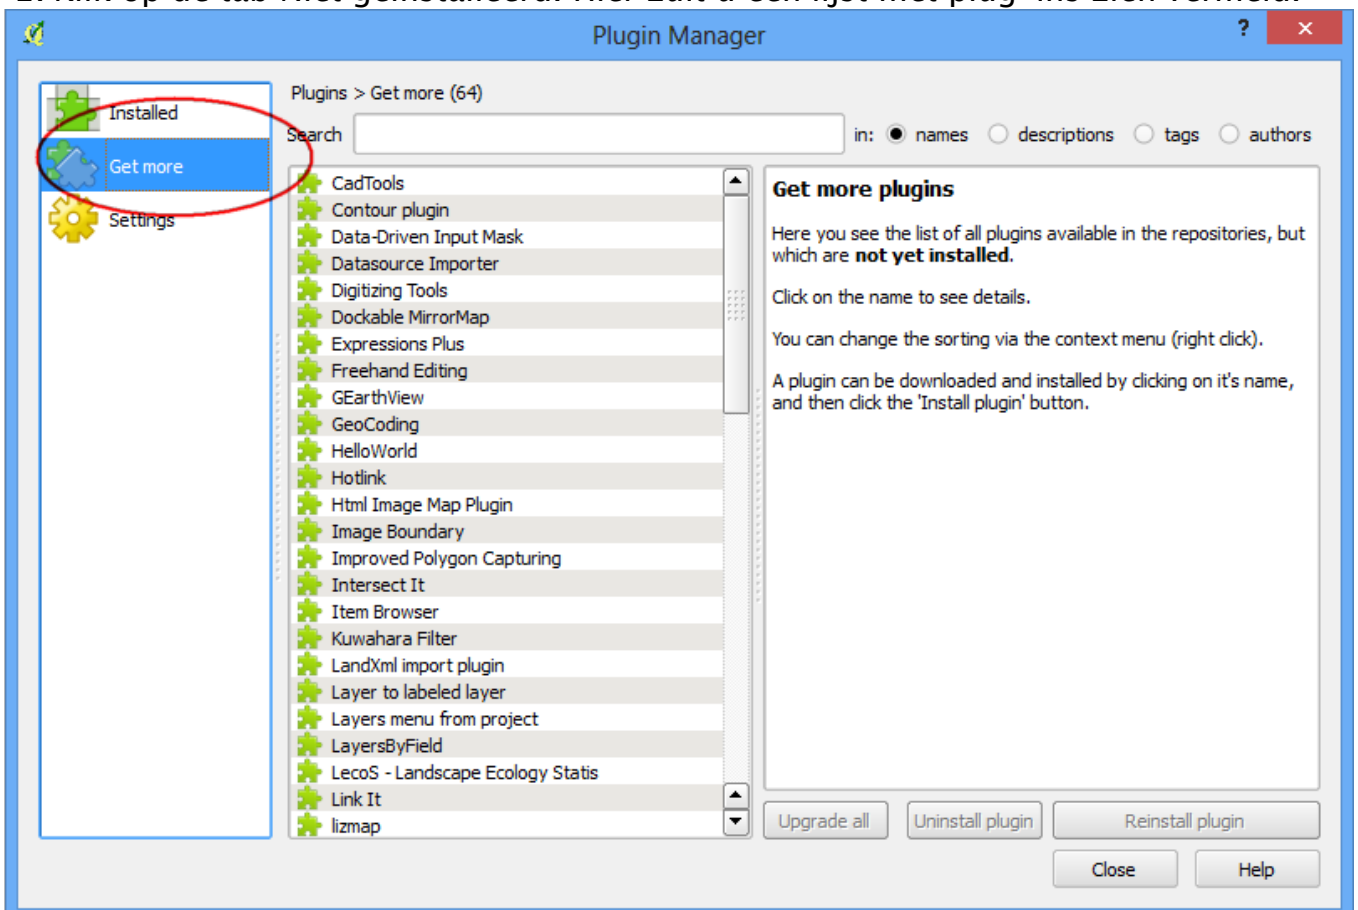 Plugin Manager
?
×
Installed
Get more
Settings
Plugins > Get more (64)
Search
in: names descriptions tags authors
CadTools
Contour plugin
Data-Driven Input Mask
Datasource Importer
Digitizing Tools
Dockable MirrorMap
Expressions Plus
Freehand Editing
GEarthView
GeoCoding
HelloWorld
Hotlink
Html Image Map Plugin
Image Boundary
Improved Polygon Capturing
Intersect It
Item Browser
Kuwahara Filter
LandXml import plugin
Layer to labeled layer
Layers menu from project
LayersByField
LecoS - Landscape Ecology Statis
Link It
lizmap
Get more plugins
Here you see the list of all plugins available in the repositories, but
which are not yet installed.
Click on the name to see details.
You can change the sorting via the context menu (right click).
A plugin can be downloaded and installed by clicking on it's name,
and then click the 'Install plugin' button.
Upgrade all
Uninstall plugin
Reinstall plugin
Close
Help